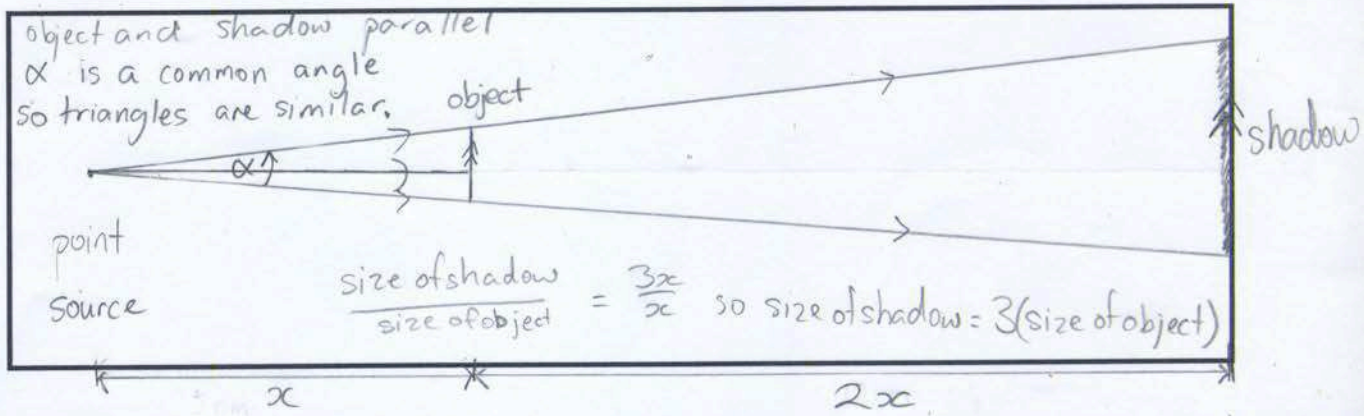 object and shadow parallel
α is a common angle
so triangles are similar.
object
α
shadow
point
source
size of shadow / size of object = 3x / x so size of shadow = 3(size of object)
x
2x